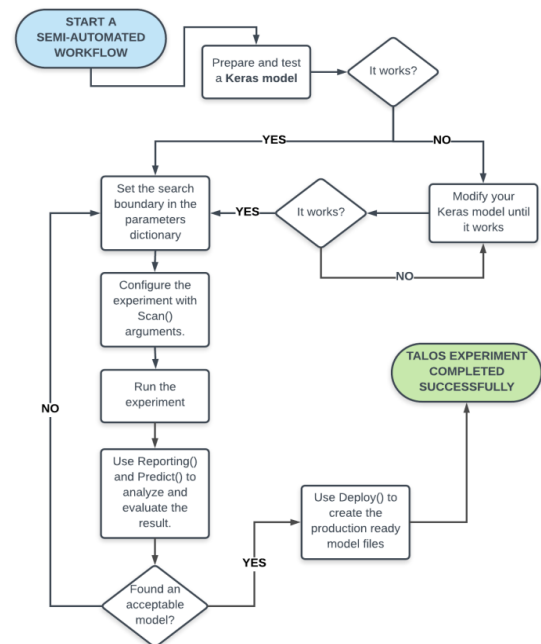 START A
SEMI-AUTOMATED
WORKFLOW
Prepare and test
a Keras model
It works?
YES
NO
Set the search
boundary in the
parameters
dictionary
YES
It works?
Modify your
Keras model until
it works
NO
Configure the
experiment with
Scan()
arguments.
TALOS EXPERIMENT
COMPLETED
SUCCESSFULLY
Run the
experiment
NO
Use Reporting()
and Predict() to
analyze and
evaluate the
result.
Use Deploy() to
create the
production ready
model files
YES
Found an
acceptable
model?